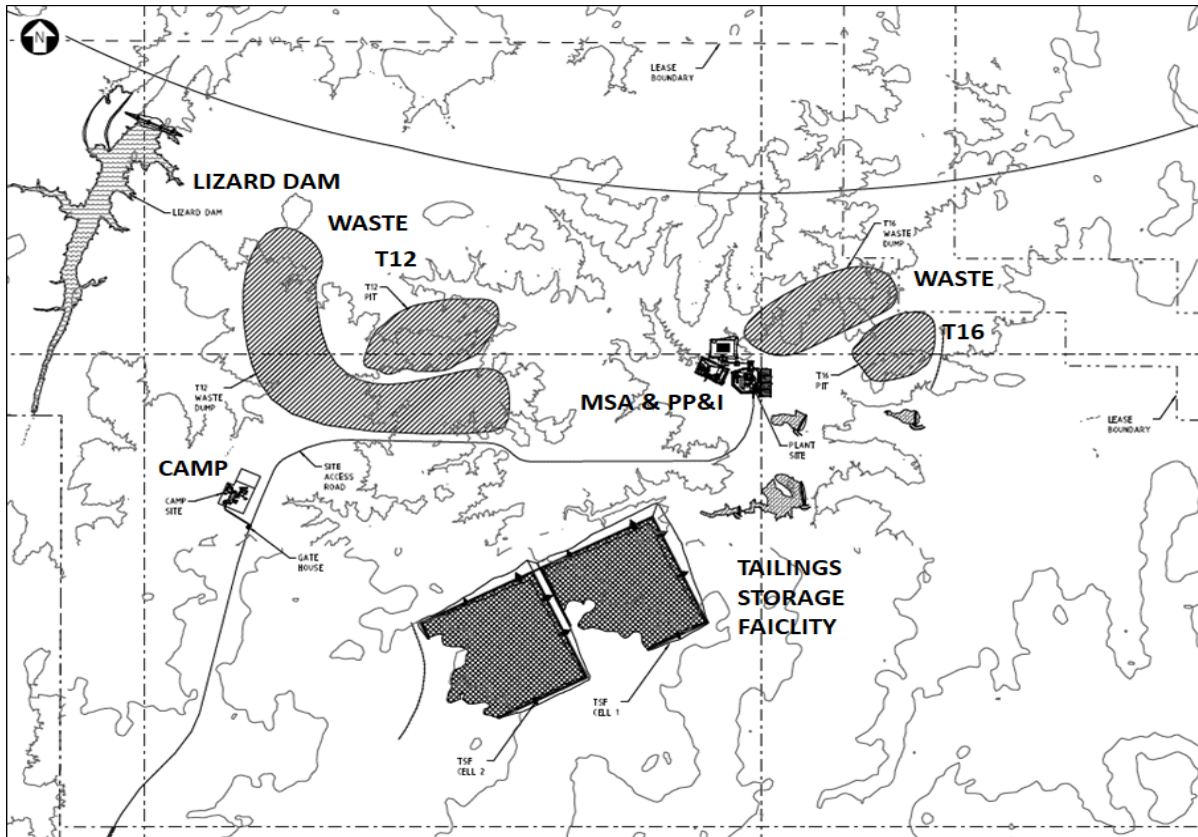 N
LEASE
BOUNDARY
LIZARD DAM
LIZARD DAM
WASTE
T12
T12
PIT
T16
WASTE
DUMP
WASTE
T16
T16
PIT
T12
WASTE
DUMP
MSA & PP&I
LEASE
BOUNDARY
PLANT
SITE
CAMP
CAMP
SITE
SITE
ACCESS
ROAD
GATE
HOUSE
TAILINGS
STORAGE
FAICLITY
TSF
CELL 1
TSF
CELL 2